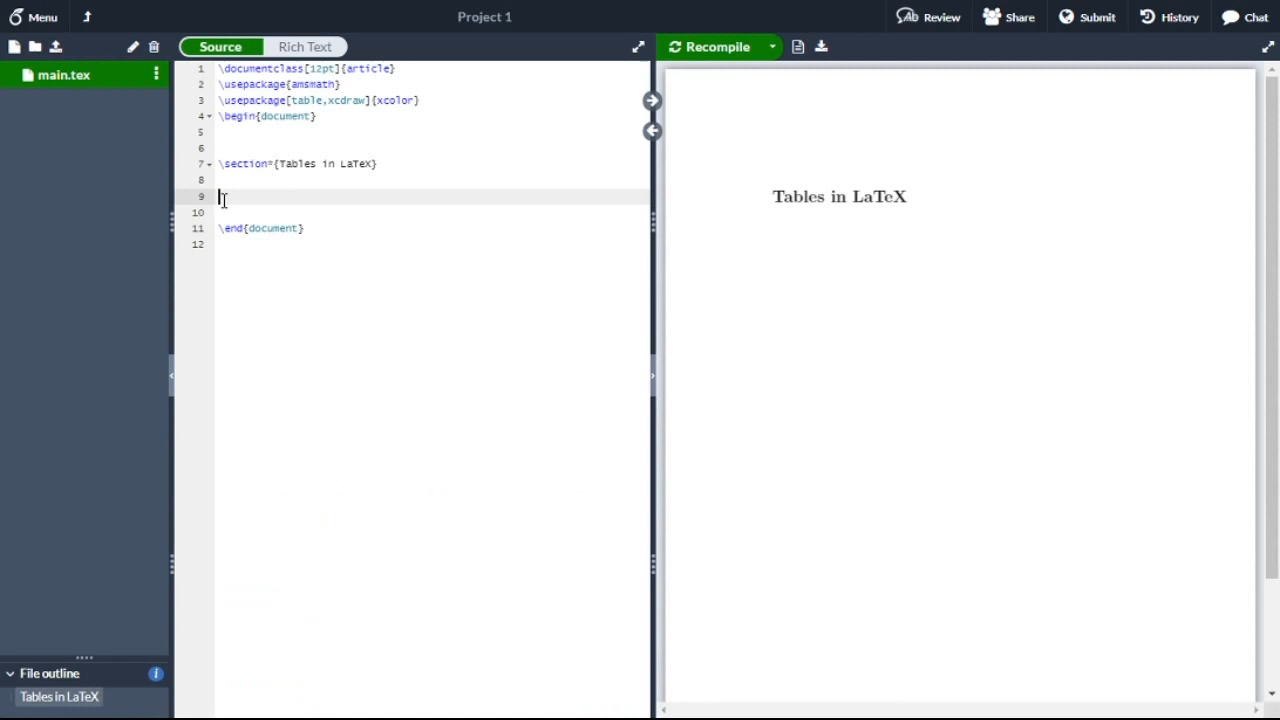 Menu
Project 1
Review
Share
Submit
History
Chat
Source
Rich Text
Recompile
main.tex
1 \documentclass[12pt]{article}
2 \usepackage{amsmath}
3 \usepackage[table,xcdraw]{xcolor}
4 \begin{document}
5
6
7 \section*{Tables in LaTeX}
8
9
10
11 \end{document}
12
Tables in LaTeX
File outline
Tables in LaTeX